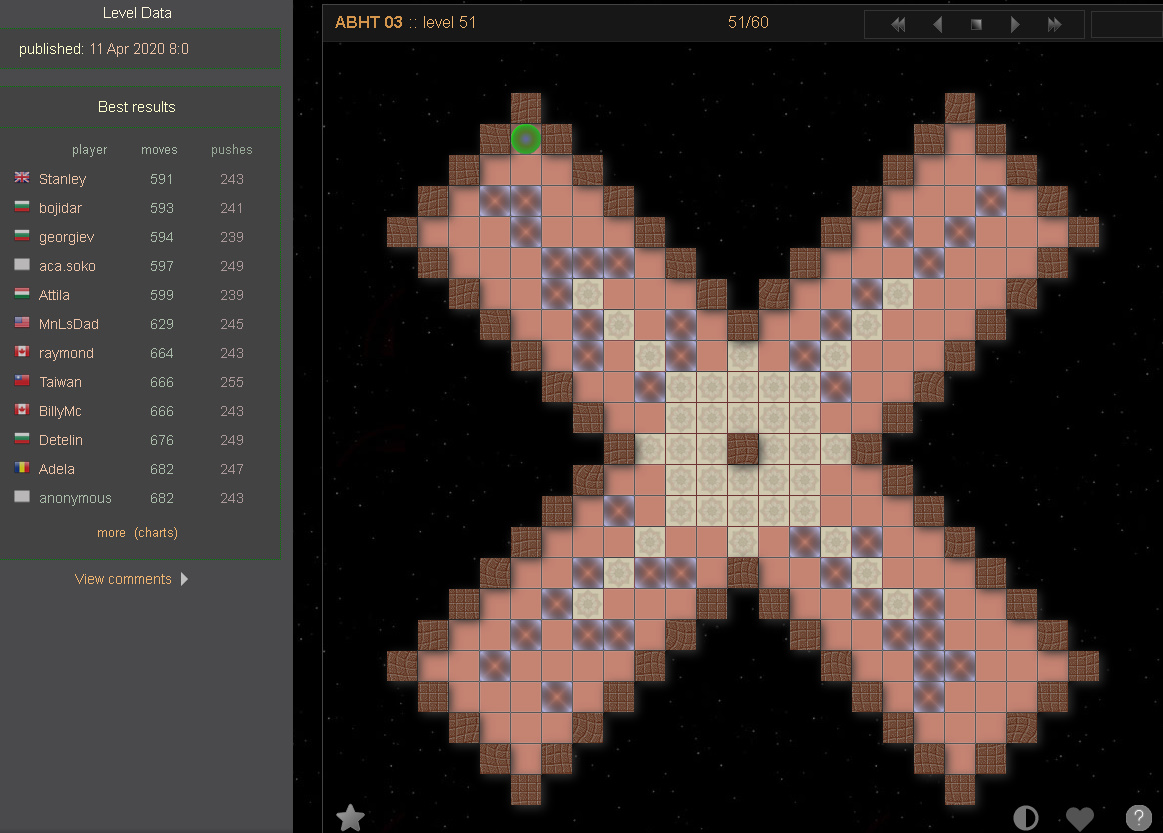 Level Data
published: 11 Apr 2020 8:0
Best results
player moves pushes
Stanley 591 243
bojidar 593 241
georgiev 594 239
aca.soko 597 249
Attila 599 239
MnLsDad 629 245
raymond 664 243
Taiwan 666 255
BillyMc 666 243
Detelin 676 249
Adela 682 247
anonymous 682 243
more (charts)
View comments
ABHT 03 :: level 51 51/60
?